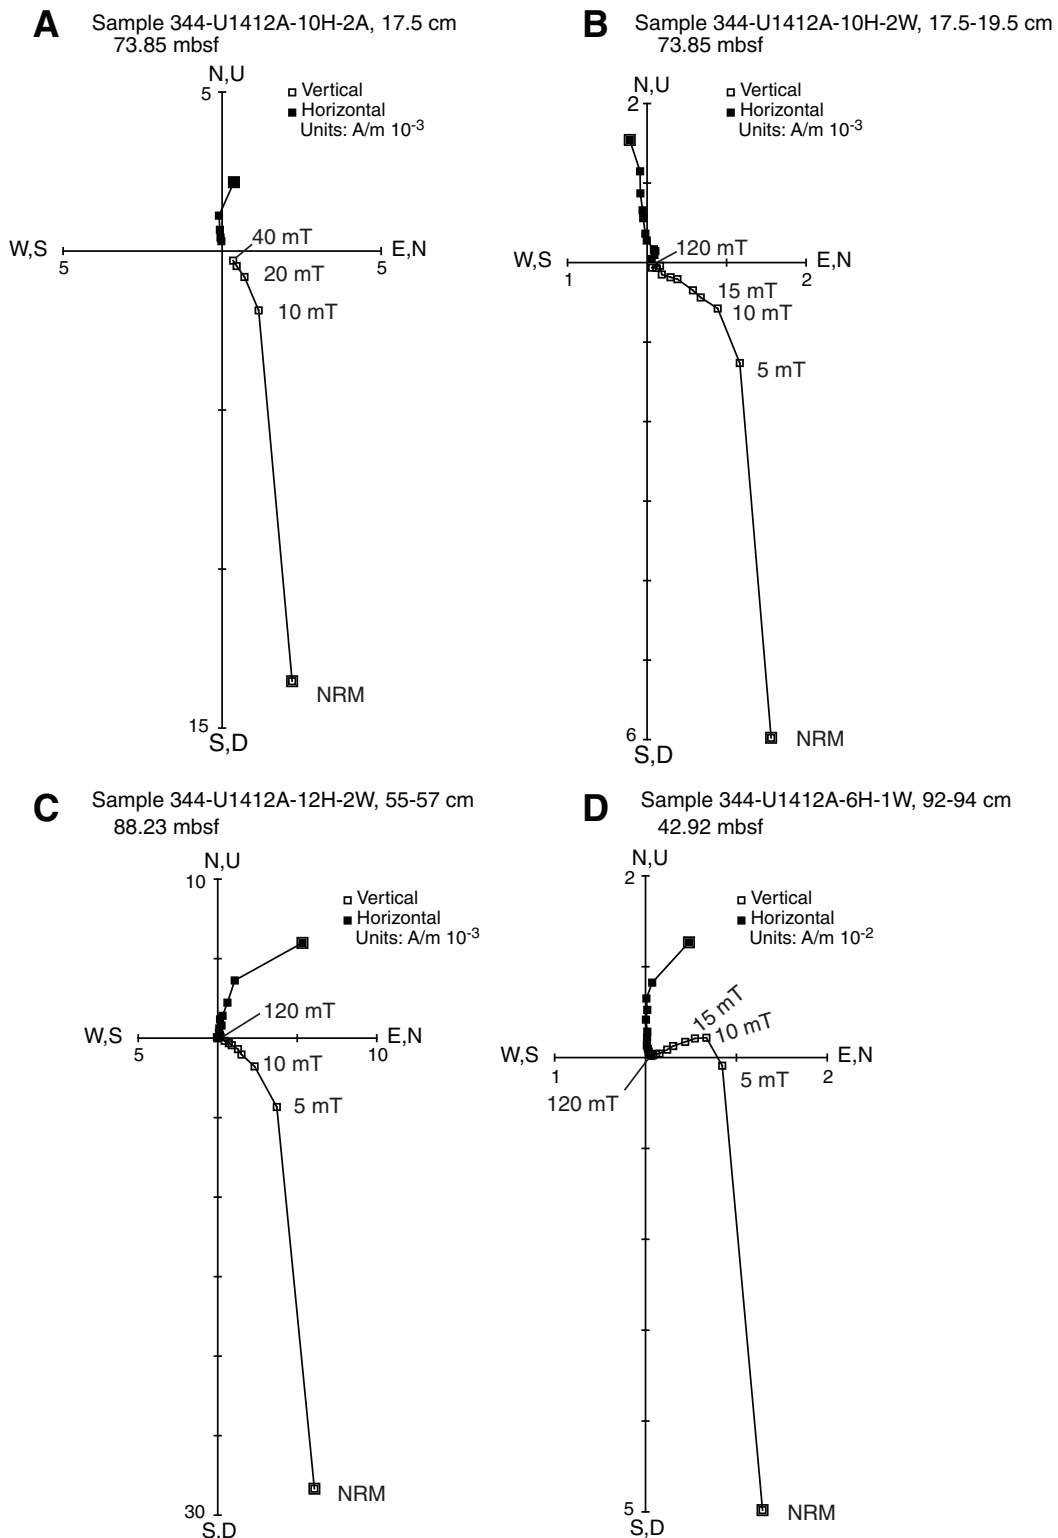 A
Sample 344-U1412A-10H-2A, 17.5 cm
73.85 mbsf
N,U
5
Vertical
Horizontal
Units: A/m 10-3
40 mT
W,S
E,N
5
5
20 mT
10 mT
NRM
15
S,D
B
Sample 344-U1412A-10H-2W, 17.5-19.5 cm
73.85 mbsf
N,U
2
Vertical
Horizontal
Units: A/m 10-3
120 mT
W,S
E,N
1
2
15 mT
10 mT
5 mT
6
NRM
S,D
C
Sample 344-U1412A-12H-2W, 55-57 cm
88.23 mbsf
N,U
10
Vertical
Horizontal
Units: A/m 10-3
120 mT
W,S
E,N
5
10
10 mT
5 mT
NRM
30
S,D
D
Sample 344-U1412A-6H-1W, 92-94 cm
42.92 mbsf
N,U
2
Vertical
Horizontal
Units: A/m 10-2
15 mT
10 mT
W,S
E,N
1
2
5 mT
120 mT
5
NRM
S,D